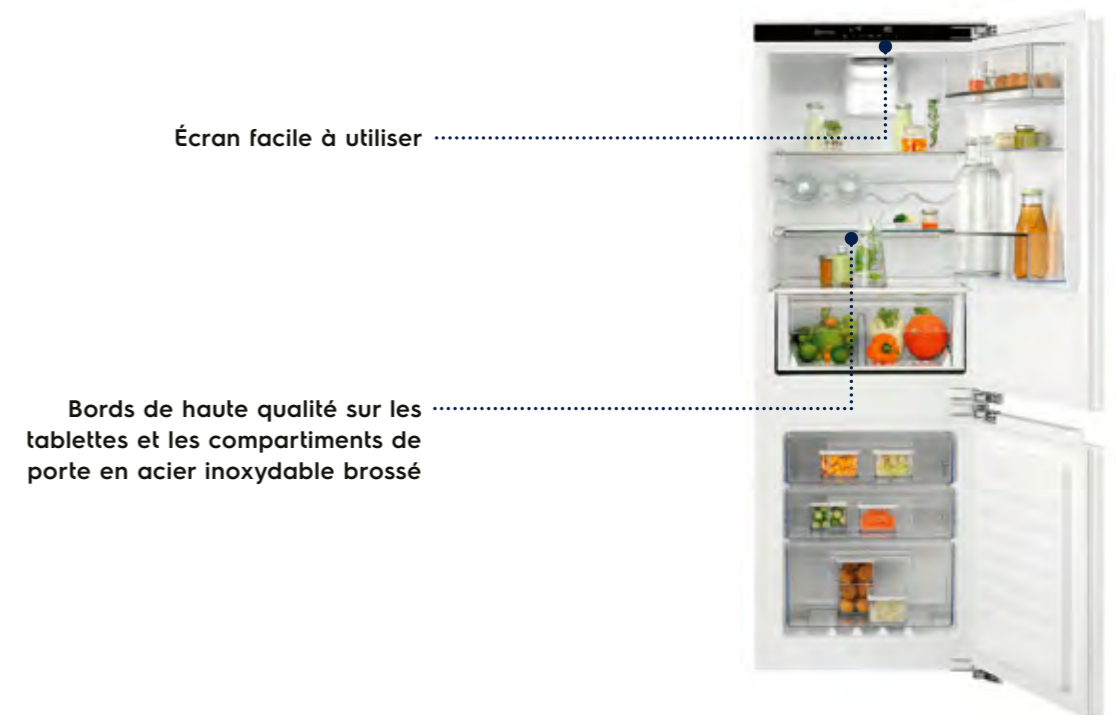 Écran facile à utiliser
Bords de haute qualité sur les
tablettes et les compartiments de
porte en acier inoxydable brossé